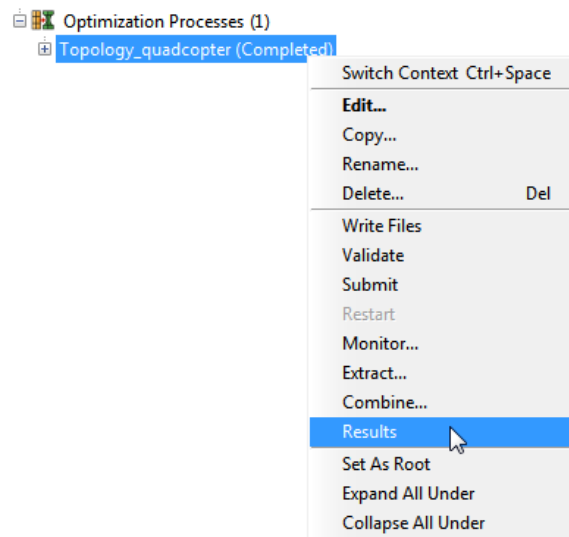 Optimization Processes (1)
Topology_quadcopter (Completed)
Switch Context Ctrl+Space
Edit...
Copy...
Rename...
Delete... Del
Write Files
Validate
Submit
Restart
Monitor...
Extract...
Combine...
Results
Set As Root
Expand All Under
Collapse All Under